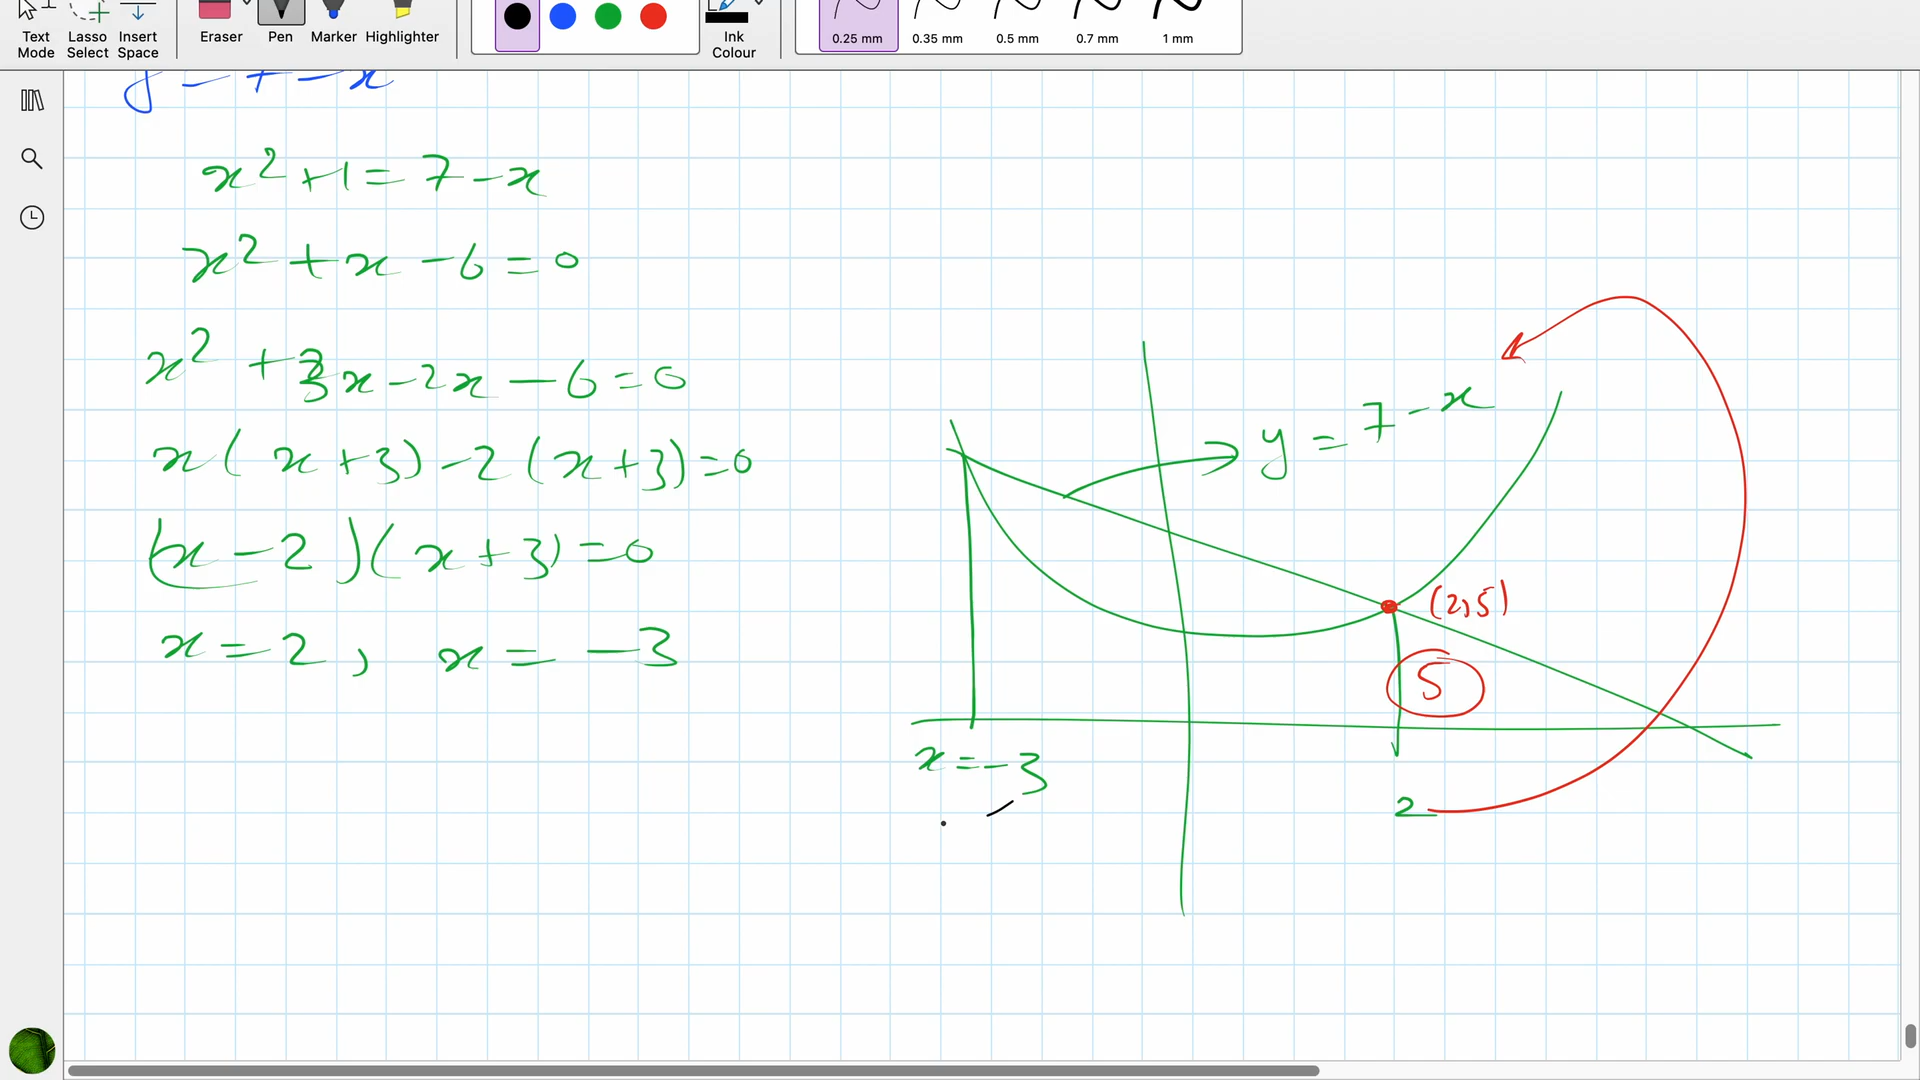 Text Mode
Lasso Select
Insert Space
Eraser
Pen
Marker
Highlighter
Ink Colour
0.25 mm
0.35 mm
0.5 mm
0.7 mm
1 mm
y = 7 - x
x² + 1 = 7 - x
x² + x - 6 = 0
x² + 3x - 2x - 6 = 0
x(x + 3) - 2(x + 3) = 0
(x - 2)(x + 3) = 0
x = 2, x = -3
y = 7 - x
(2,5)
5
x = -3
2